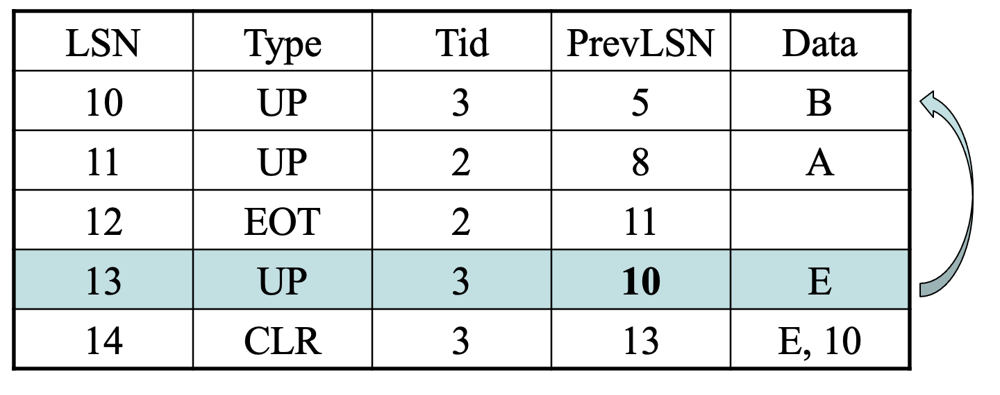 LSN Type Tid PrevLSN Data
10 UP 3 5 B
11 UP 2 8 A
12 EOT 2 11
13 UP 3 10 E
14 CLR 3 13 E, 10